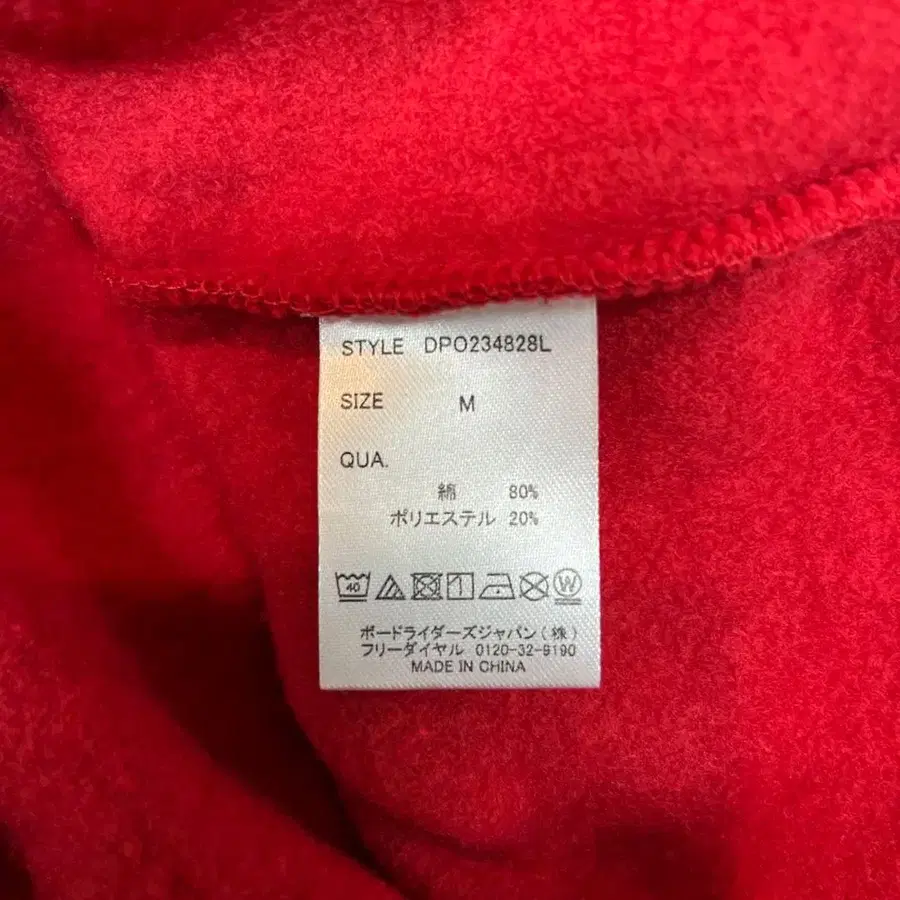 STYLE DPO234828L
SIZE M
QUA.
綿 80%
ポリエステル 20%
40 1 W
ボードライダーズジャパン(株)
フリーダイヤル 0120-32-9190
MADE IN CHINA